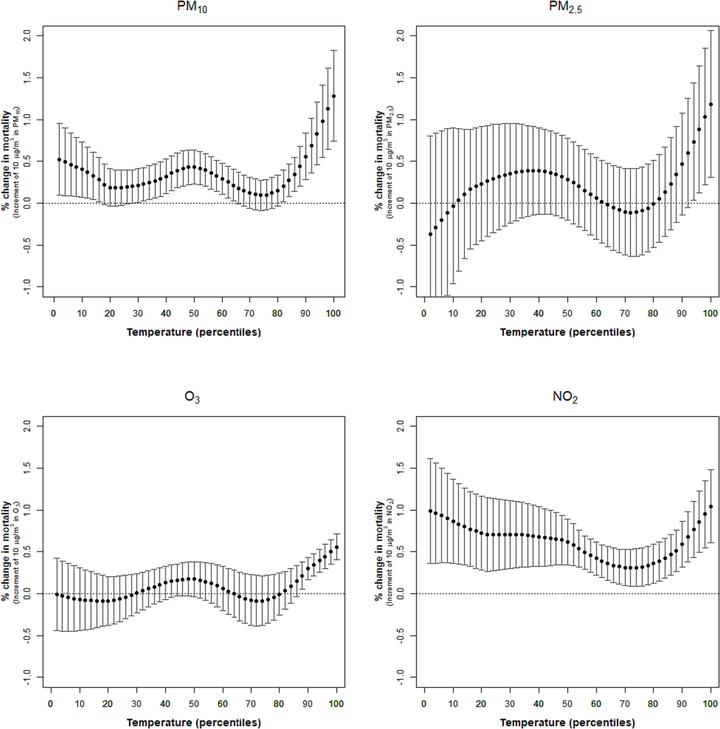 PM10
% change in mortality
(Increment of 10 µg/m³ in PM10)
2.0
1.5
1.0
0.5
0.0
-0.5
-1.0
0 10 20 30 40 50 60 70 80 90 100
Temperature (percentiles)
PM2.5
% change in mortality
(Increment of 10 µg/m³ in PM2.5)
2.0
1.5
1.0
0.5
0.0
-0.5
-1.0
0 10 20 30 40 50 60 70 80 90 100
Temperature (percentiles)
O3
% change in mortality
(Increment of 10 µg/m³ in O3)
2.0
1.5
1.0
0.5
0.0
-0.5
-1.0
0 10 20 30 40 50 60 70 80 90 100
Temperature (percentiles)
NO2
% change in mortality
(Increment of 10 µg/m³ in NO2)
2.0
1.5
1.0
0.5
0.0
-0.5
-1.0
0 10 20 30 40 50 60 70 80 90 100
Temperature (percentiles)